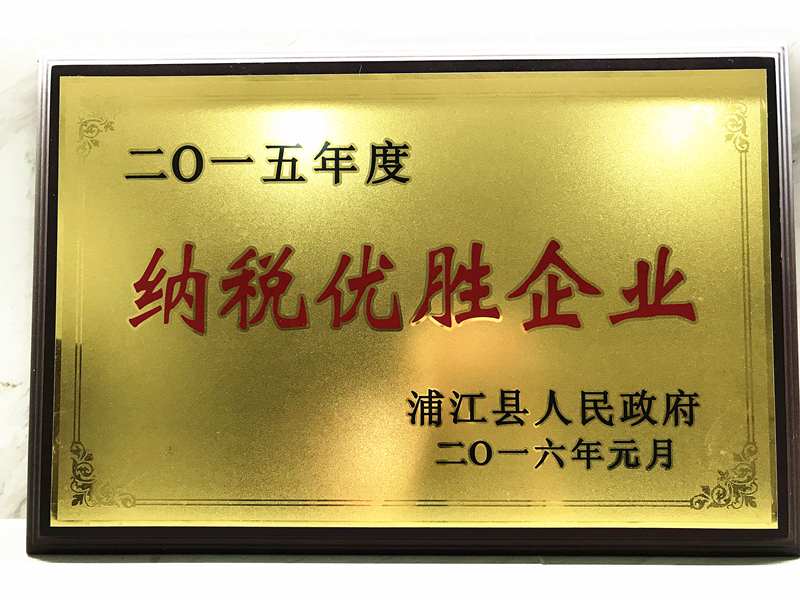 二〇一五年度
纳税优胜企业
浦江县人民政府
二〇一六年元月